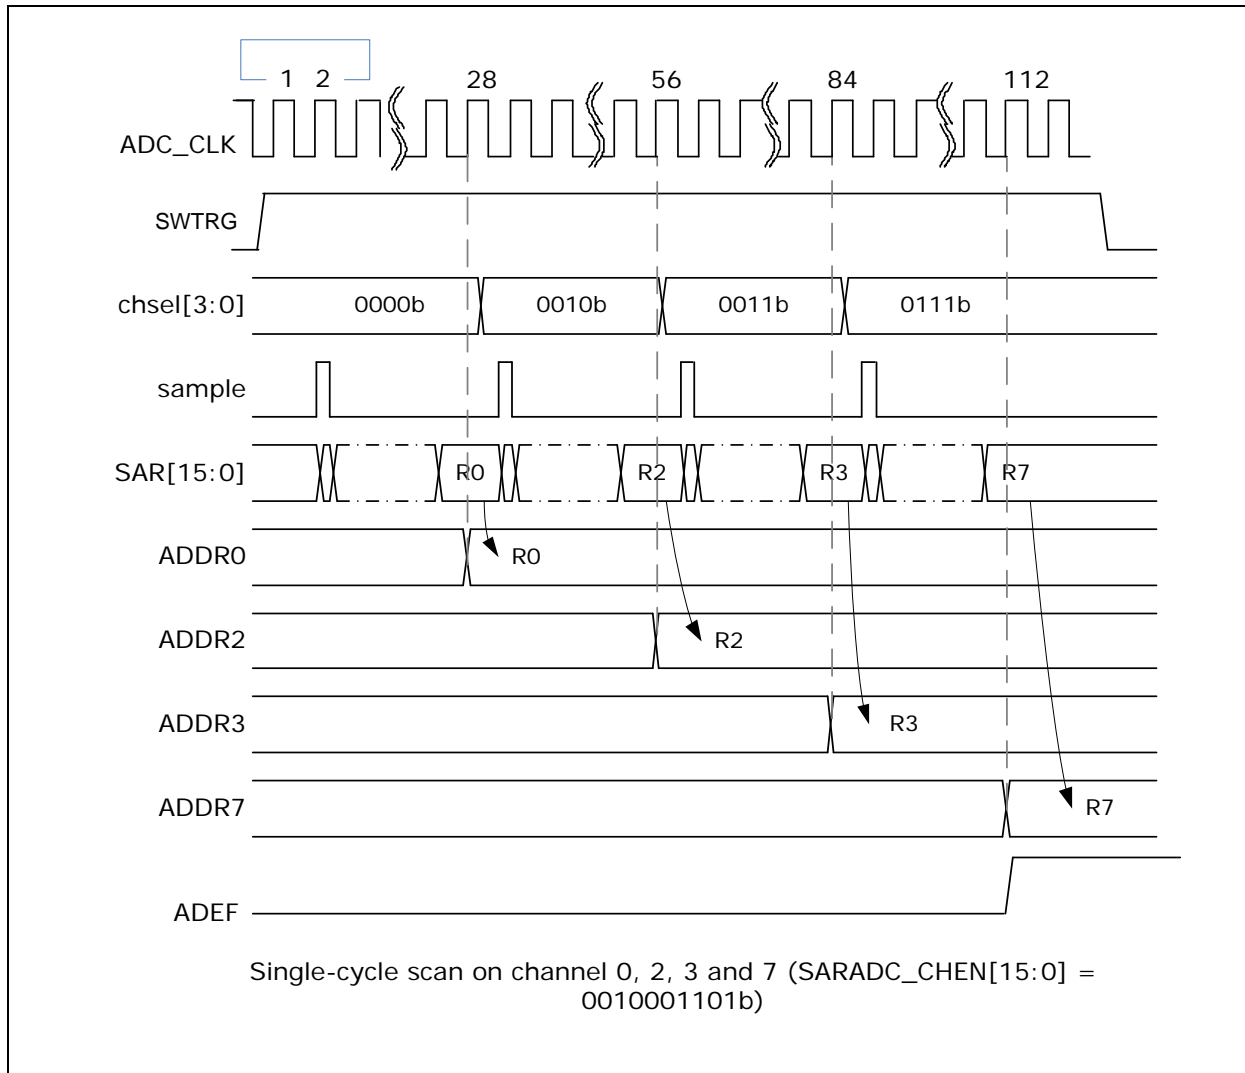 1 2 28 56 84 112
ADC_CLK
SWTRG
chsel[3:0] 0000b 0010b 0011b 0111b
sample
SAR[15:0] R0 R2 R3 R7
ADDR0 R0
ADDR2 R2
ADDR3 R3
ADDR7 R7
ADEF
Single-cycle scan on channel 0, 2, 3 and 7 (SARADC_CHEN[15:0] =
0010001101b)